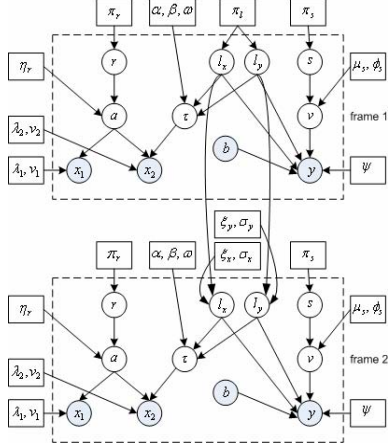 π_r α, β, ϖ π_l π_s
η_r r l_x l_y s μ_s, ϕ_s
a τ v frame 1
λ_2, ν_2 b
λ_1, ν_1 x_1 x_2 y ψ
ξ_y, σ_y
π_r α, β, ϖ ξ_x, σ_x π_s
η_r r l_x l_y s μ_s, ϕ_s
a τ v frame 2
λ_2, ν_2 b
λ_1, ν_1 x_1 x_2 y ψ